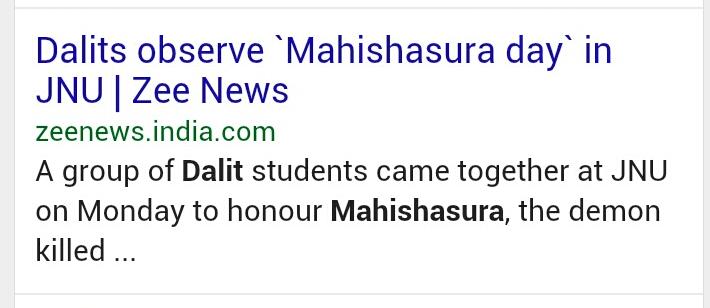 Dalits observe `Mahishasura day` in
JNU | Zee News
zeenews.india.com
A group of Dalit students came together at JNU
on Monday to honour Mahishasura, the demon
killed ...